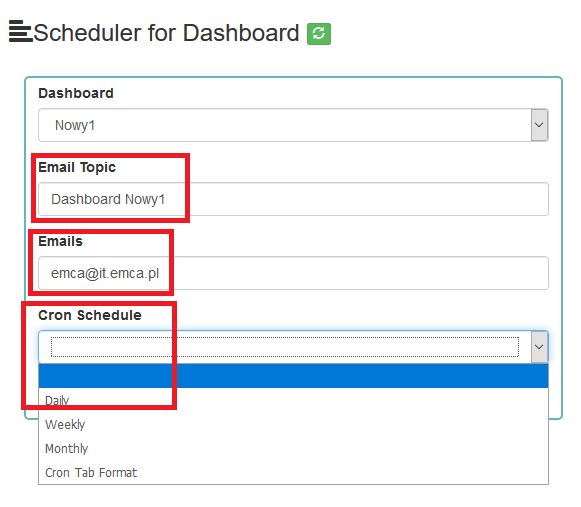 Scheduler for Dashboard
Dashboard
Nowy1
Email Topic
Dashboard Nowy1
Emails
emca@it.emca.pl
Cron Schedule
Daily
Weekly
Monthly
Cron Tab Format